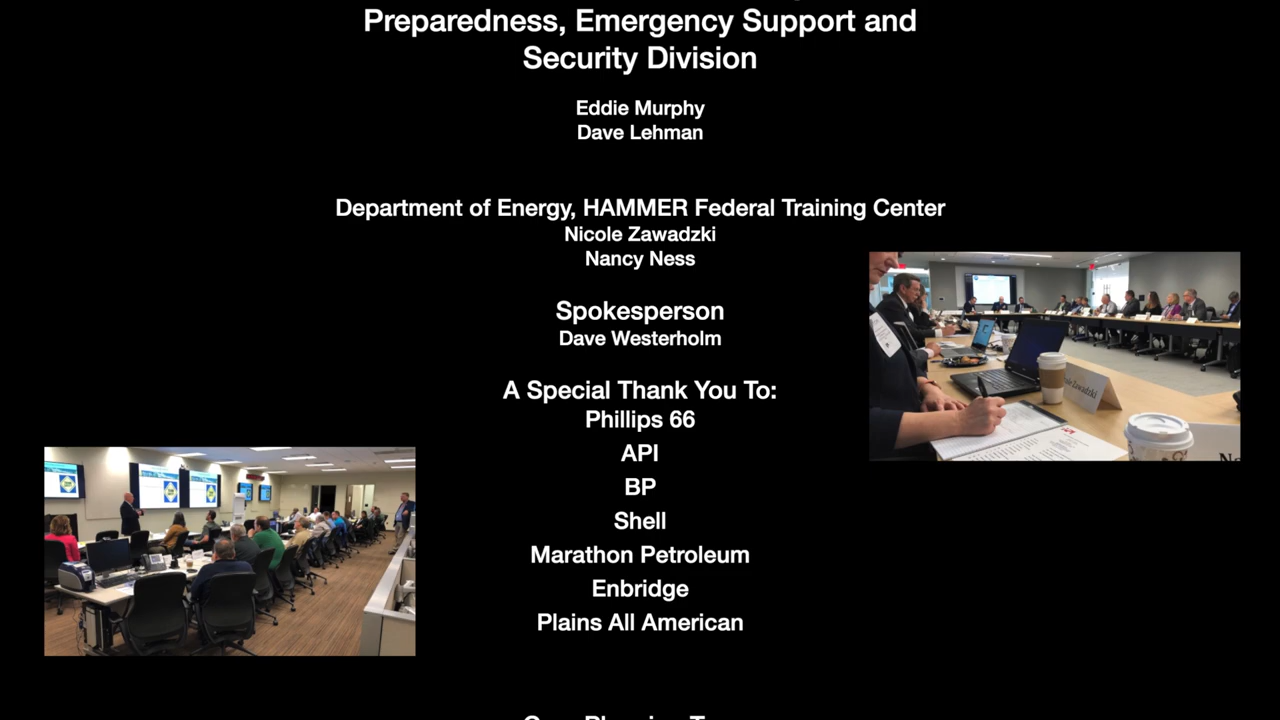 Preparedness, Emergency Support and
Security Division
Eddie Murphy
Dave Lehman
Department of Energy, HAMMER Federal Training Center
Nicole Zawadzki
Nancy Ness
Spokesperson
Dave Westerholm
A Special Thank You To:
Phillips 66
API
BP
Shell
Marathon Petroleum
Enbridge
Plains All American
Zawadzki